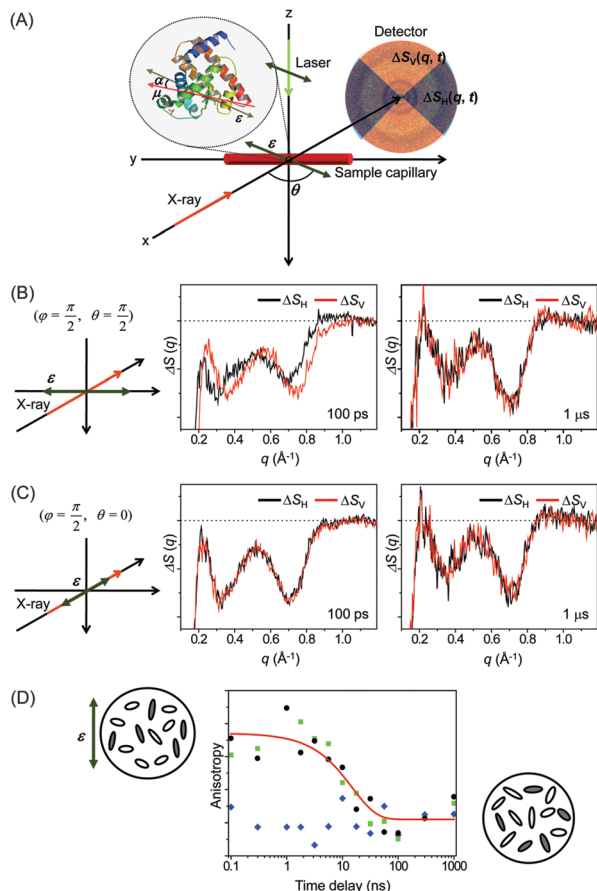 (A)
z
Laser
Detector
ΔSV(q, t)
ΔSH(q, t)
α
μ
ε
ε
y
Sample capillary
X-ray
θ
x
(B)
(φ = π/2, θ = π/2)
ε
X-ray
ΔS (q)
ΔSH ΔSV
100 ps
0.2 0.4 0.6 0.8 1.0
q (Å-1)
ΔS (q)
ΔSH ΔSV
1 μs
0.2 0.4 0.6 0.8 1.0
q (Å-1)
(C)
(φ = π/2, θ = 0)
ε
X-ray
ΔS (q)
ΔSH ΔSV
100 ps
0.2 0.4 0.6 0.8 1.0
q (Å-1)
ΔS (q)
ΔSH ΔSV
1 μs
0.2 0.4 0.6 0.8 1.0
q (Å-1)
(D)
ε
Anisotropy
0.1 1 10 100 1000
Time delay (ns)